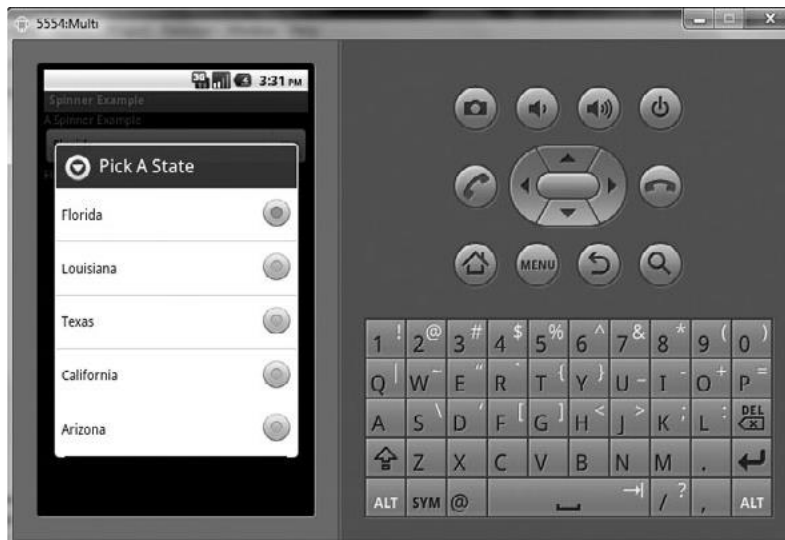 5554:Multi
3G 3:31 PM
Spinner Example
A Spinner Example
Pick A State
Florida
Louisiana
Texas
California
Arizona
MENU
1 ! 2 @ 3 # 4 $ 5 % 6 ^ 7 & 8 * 9 ( 0 )
Q | W ~ E " R ` T { Y } U - I - O + P =
A S \ D ' F [ G ] H < J > K ; L : DEL
Z X C V B N M .
ALT SYM @ / ? , ALT